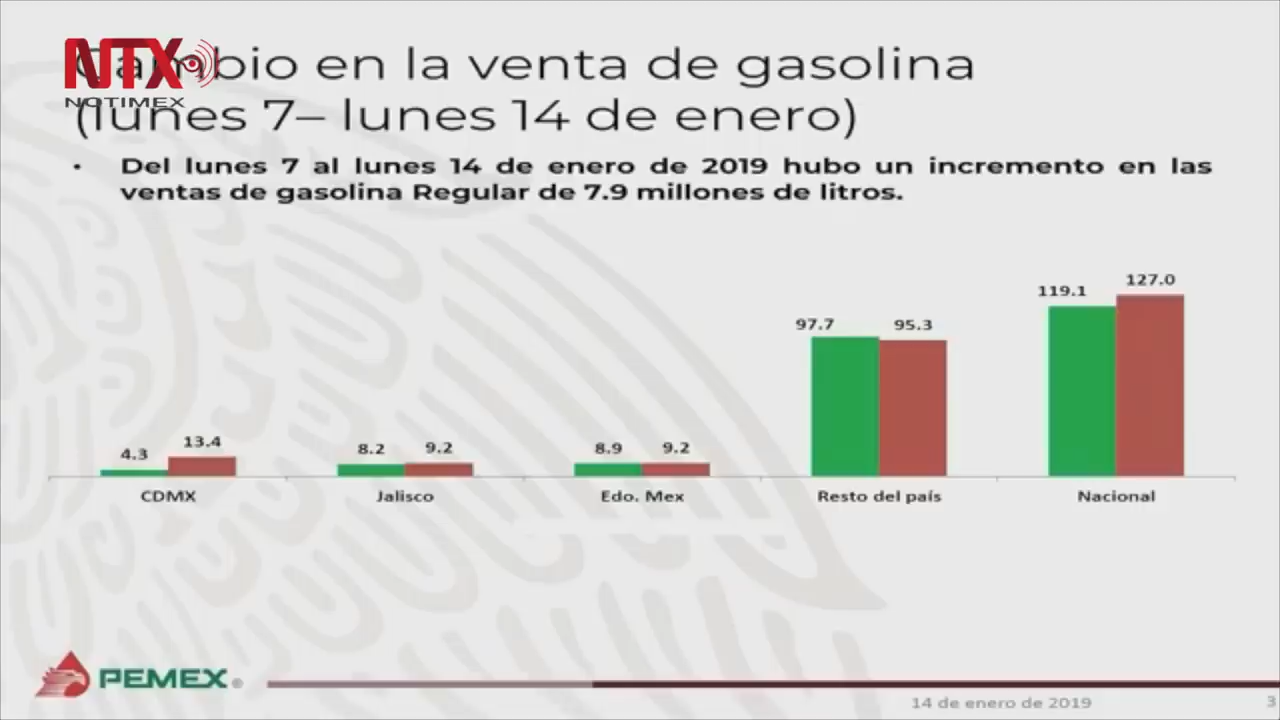 NTX
NOTIMEX
Cambio en la venta de gasolina
(lunes 7– lunes 14 de enero)
• Del lunes 7 al lunes 14 de enero de 2019 hubo un incremento en las
ventas de gasolina Regular de 7.9 millones de litros.
4.3 13.4 8.2 9.2 8.9 9.2 97.7 95.3 119.1 127.0
CDMX Jalisco Edo. Mex Resto del país Nacional
PEMEX®
14 de enero de 2019 3